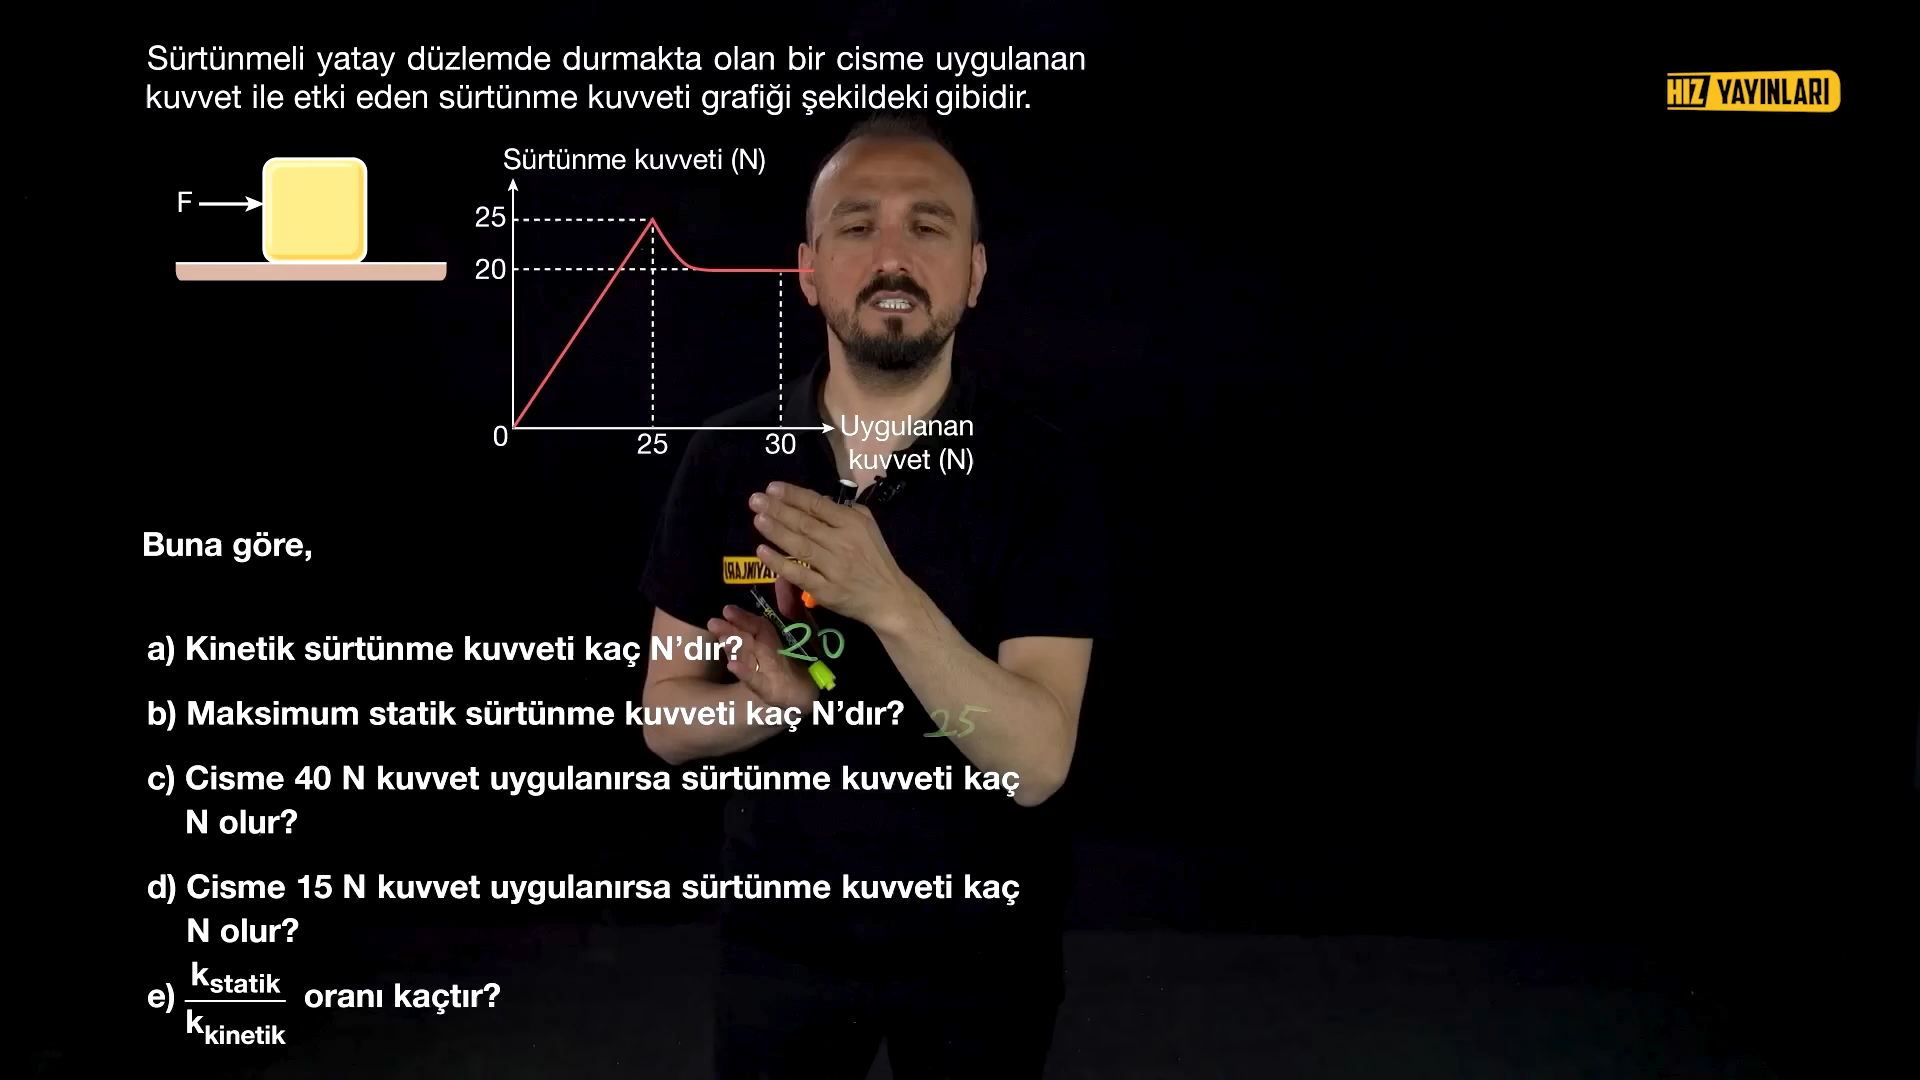 Sürtünmeli yatay düzlemde durmakta olan bir cisme uygulanan
kuvvet ile etki eden sürtünme kuvveti grafiği şekildeki gibidir.
HIZ YAYINLARI
F
Sürtünme kuvveti (N)
25
20
0
25
30
Uygulanan
kuvvet (N)
Buna göre,
a) Kinetik sürtünme kuvveti kaç N’dır? 20
b) Maksimum statik sürtünme kuvveti kaç N’dır? 25
c) Cisme 40 N kuvvet uygulanırsa sürtünme kuvveti kaç
N olur?
d) Cisme 15 N kuvvet uygulanırsa sürtünme kuvveti kaç
N olur?
e) kstatik
kkinetik
oranı kaçtır?